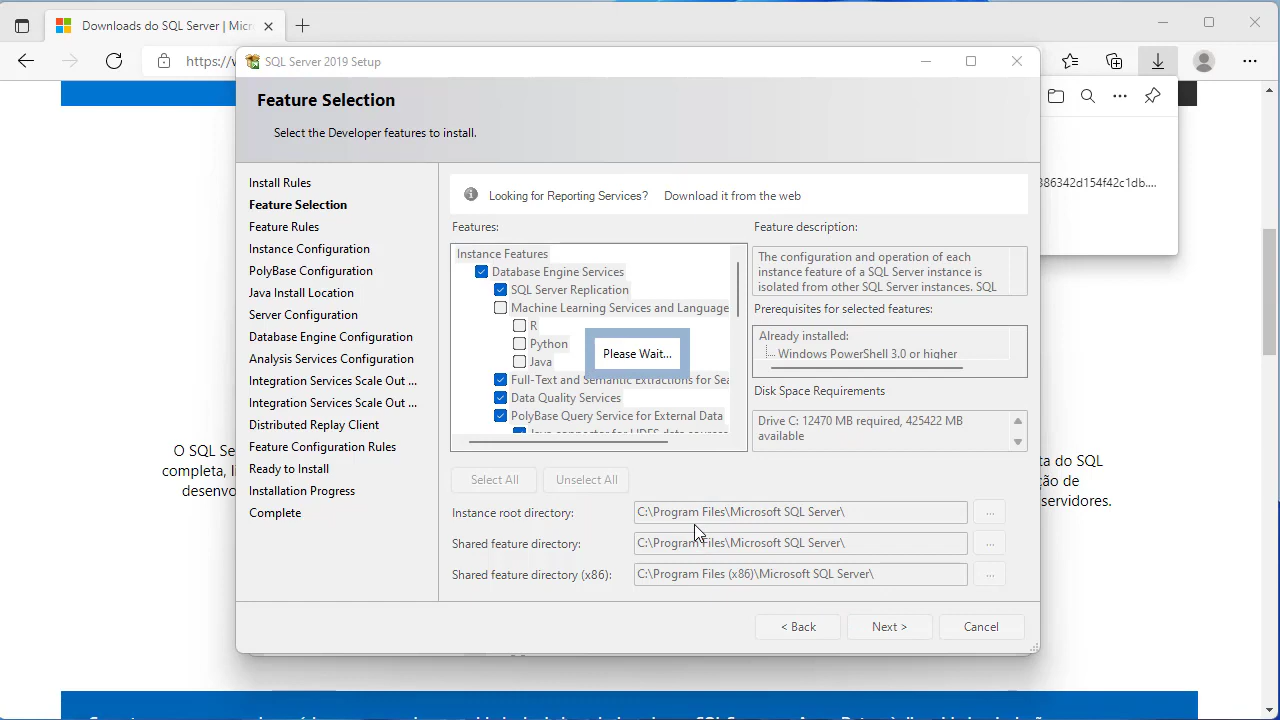 Downloads do SQL Server | Micr
https://w
SQL Server 2019 Setup
Feature Selection
Select the Developer features to install.
386342d154f42c1db....
Install Rules
Feature Selection
Feature Rules
Instance Configuration
PolyBase Configuration
Java Install Location
Server Configuration
Database Engine Configuration
Analysis Services Configuration
Integration Services Scale Out ...
Integration Services Scale Out ...
Distributed Replay Client
Feature Configuration Rules
Ready to Install
Installation Progress
Complete
Looking for Reporting Services? Download it from the web
Features:
Instance Features
Database Engine Services
SQL Server Replication
Machine Learning Services and Language
R
Python
Java
Full-Text and Semantic Extractions for Sea
Data Quality Services
PolyBase Query Service for External Data
Java connector for HDFS data sources
Please Wait...
Feature description:
The configuration and operation of each
instance feature of a SQL Server instance is
isolated from other SQL Server instances. SQL
Prerequisites for selected features:
Already installed:
Windows PowerShell 3.0 or higher
Disk Space Requirements
Drive C: 12470 MB required, 425422 MB
available
Select All Unselect All
Instance root directory: C:\Program Files\Microsoft SQL Server\
Shared feature directory: C:\Program Files\Microsoft SQL Server\
Shared feature directory (x86): C:\Program Files (x86)\Microsoft SQL Server\
< Back Next > Cancel
O SQL Se
completa, l
desenvo
ta do SQL
ção de
servidores.